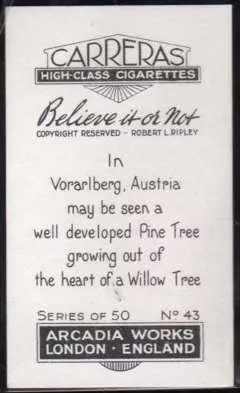 CARRERAS
HIGH-CLASS CIGARETTES
Believe it or Not
COPYRIGHT RESERVED - ROBERT L. RIPLEY
In
Vorarlberg, Austria
may be seen a
well developed Pine Tree
growing out of
the heart of a Willow Tree
SERIES OF 50 No 43
ARCADIA WORKS
LONDON · ENGLAND